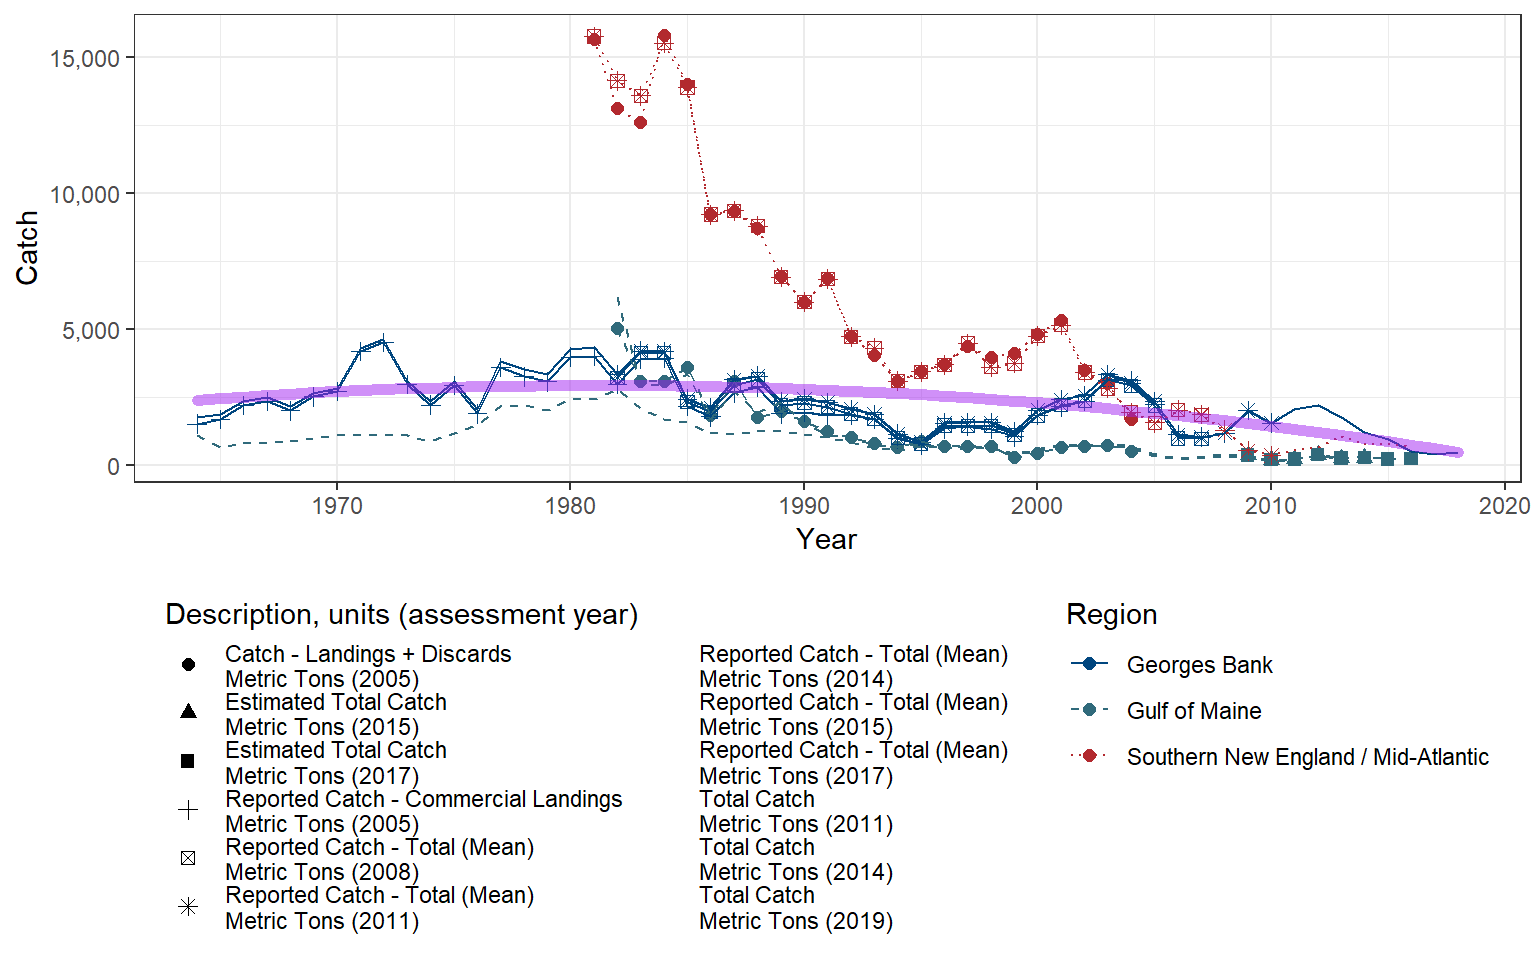 15,000
10,000
5,000
0
Catch
1970
1980
1990
2000
2010
2020
Year
Description, units (assessment year)
Catch - Landings + Discards
Metric Tons (2005)
Estimated Total Catch
Metric Tons (2015)
Estimated Total Catch
Metric Tons (2017)
Reported Catch - Commercial Landings
Metric Tons (2005)
Reported Catch - Total (Mean)
Metric Tons (2008)
Reported Catch - Total (Mean)
Metric Tons (2011)
Reported Catch - Total (Mean)
Metric Tons (2014)
Reported Catch - Total (Mean)
Metric Tons (2015)
Reported Catch - Total (Mean)
Metric Tons (2017)
Total Catch
Metric Tons (2011)
Total Catch
Metric Tons (2014)
Total Catch
Metric Tons (2019)
Region
Georges Bank
Gulf of Maine
Southern New England / Mid-Atlantic